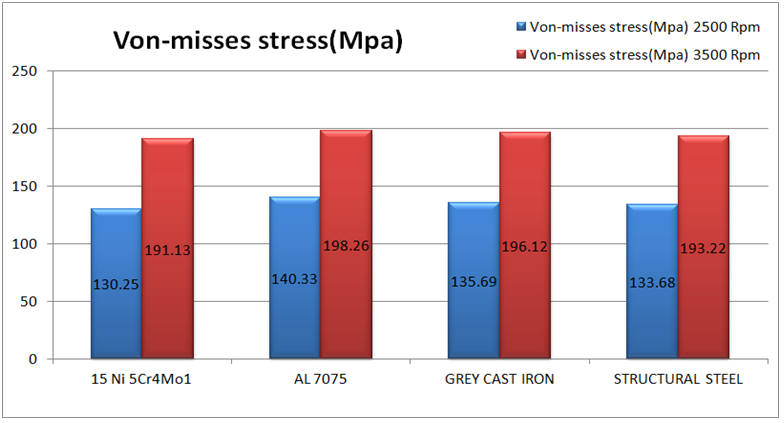 Von-misses stress(Mpa)
Von-misses stress(Mpa) 2500 Rpm
Von-misses stress(Mpa) 3500 Rpm
250
200
150
100
50
0
130.25
191.13
140.33
198.26
135.69
196.12
133.68
193.22
15 Ni 5Cr4Mo1
AL 7075
GREY CAST IRON
STRUCTURAL STEEL